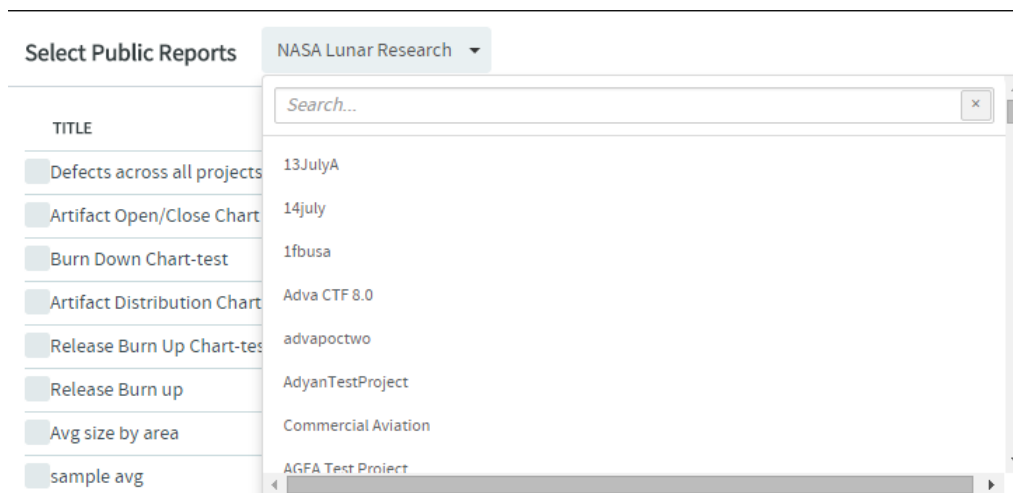 Select Public Reports
NASA Lunar Research
Search...
TITLE
Defects across all projects
Artifact Open/Close Chart
Burn Down Chart-test
Artifact Distribution Chart
Release Burn Up Chart-tes
Release Burn up
Avg size by area
sample avg
13JulyA
14july
1fbusa
Adva CTF 8.0
advapoctwo
AdyanTestProject
Commercial Aviation
AGFA Test Project